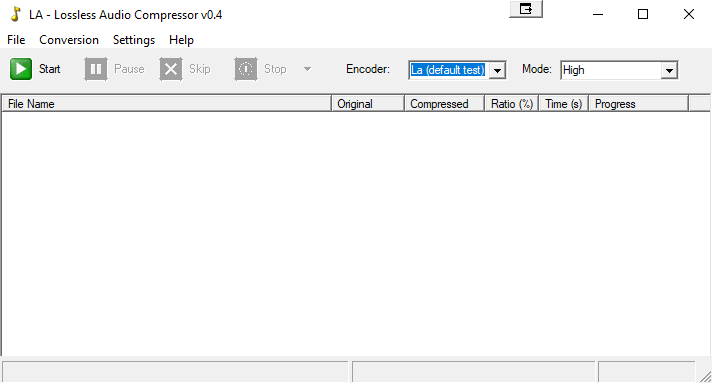 LA - Lossless Audio Compressor v0.4
File Conversion Settings Help
Start Pause Skip Stop Encoder: La (default test) Mode: High
File Name Original Compressed Ratio (%) Time (s) Progress